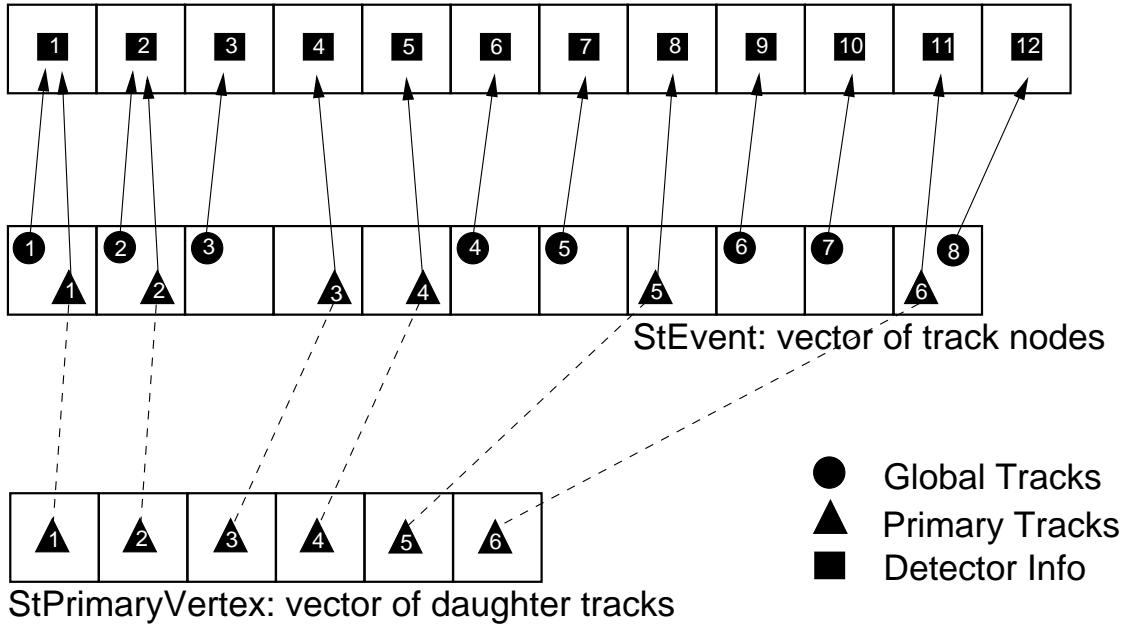 1 2 3 4 5 6 7 8 9 10 11 12
1 2 3 4 5 6 7 8
1 2 3 4 5 6
StEvent: vector of track nodes
Global Tracks
Primary Tracks
Detector Info
1 2 3 4 5 6
StPrimaryVertex: vector of daughter tracks